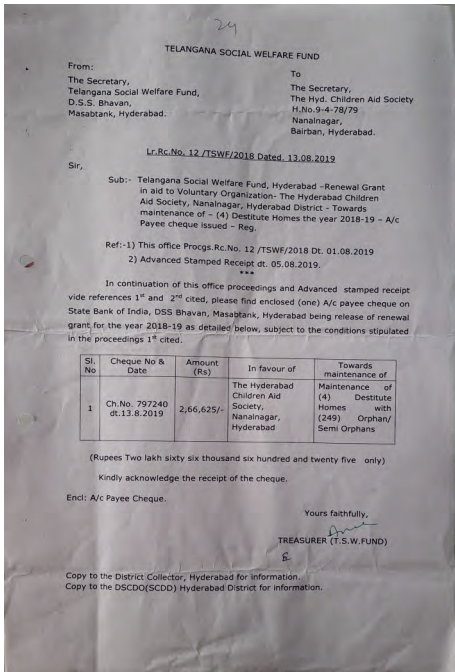 24
TELANGANA SOCIAL WELFARE FUND
From:
The Secretary,
Telangana Social Welfare Fund,
D.S.S. Bhavan,
Masabtank, Hyderabad.
To
The Secretary,
The Hyd. Children Aid Society
H.No.9-4-78/79
Nanalnagar,
Bairban, Hyderabad.
Lr.Rc.No. 12 /TSWF/2018 Dated. 13.08.2019
Sir,
Sub:- Telangana Social Welfare Fund, Hyderabad –Renewal Grant
in aid to Voluntary Organization- The Hyderabad Children
Aid Society, Nanalnagar, Hyderabad District - Towards
maintenance of – (4) Destitute Homes the year 2018-19 – A/c
Payee cheque issued – Reg.
Ref:-1) This office Procgs.Rc.No. 12 /TSWF/2018 Dt. 01.08.2019
2) Advanced Stamped Receipt dt. 05.08.2019.
***
In continuation of this office proceedings and Advanced stamped receipt
vide references 1st and 2nd cited, please find enclosed (one) A/c payee cheque on
State Bank of India, DSS Bhavan, Masabtank, Hyderabad being release of renewal
grant for the year 2018-19 as detailed below, subject to the conditions stipulated
in the proceedings 1st cited.
Sl. No
Cheque No & Date
Amount (Rs)
In favour of
Towards maintenance of
1
Ch.No. 797240
dt.13.8.2019
2,66,625/-
The Hyderabad
Children Aid
Society,
Nanalnagar,
Hyderabad
Maintenance of
(4) Destitute
Homes with
(249) Orphan/
Semi Orphans
(Rupees Two lakh sixty six thousand six hundred and twenty five only)
Kindly acknowledge the receipt of the cheque.
Encl: A/c Payee Cheque.
Yours faithfully,
TREASURER (T.S.W.FUND)
Copy to the District Collector, Hyderabad for information.
Copy to the DSCDO(SCDD) Hyderabad District for information.